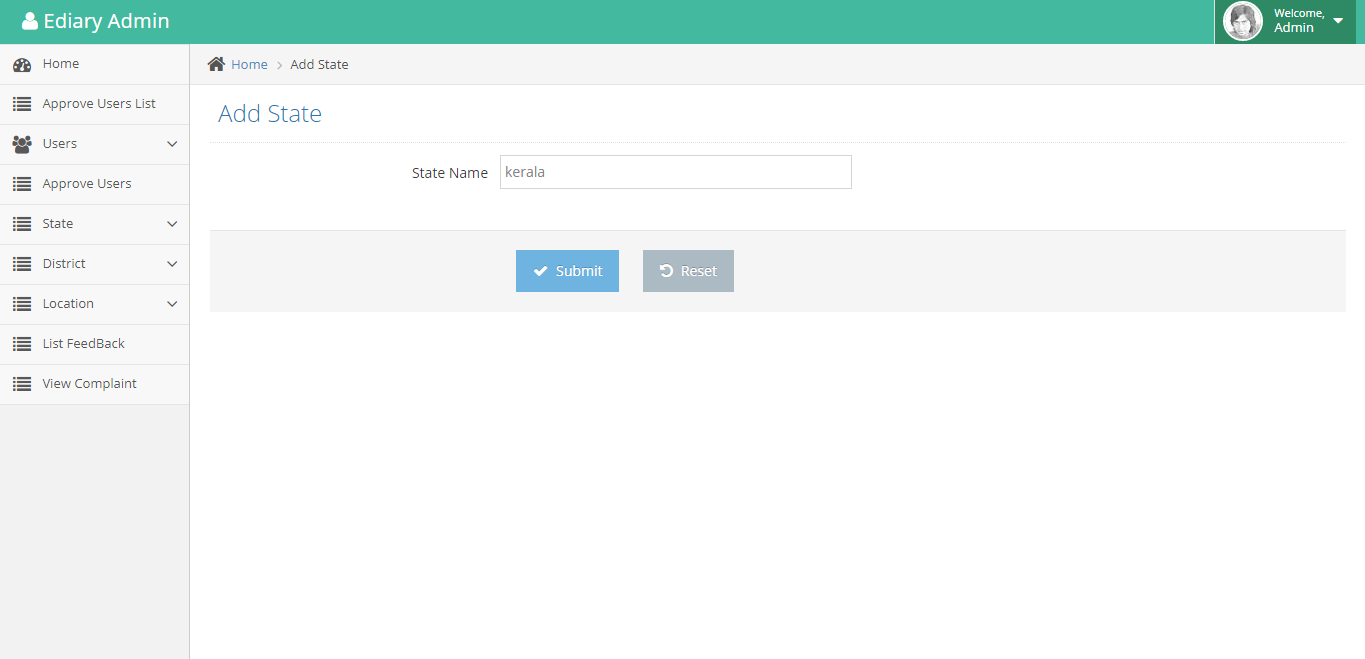 Ediary Admin
Welcome,
Admin
Home
Approve Users List
Users
Approve Users
State
District
Location
List FeedBack
View Complaint
Home > Add State
Add State
State Name kerala
Submit Reset